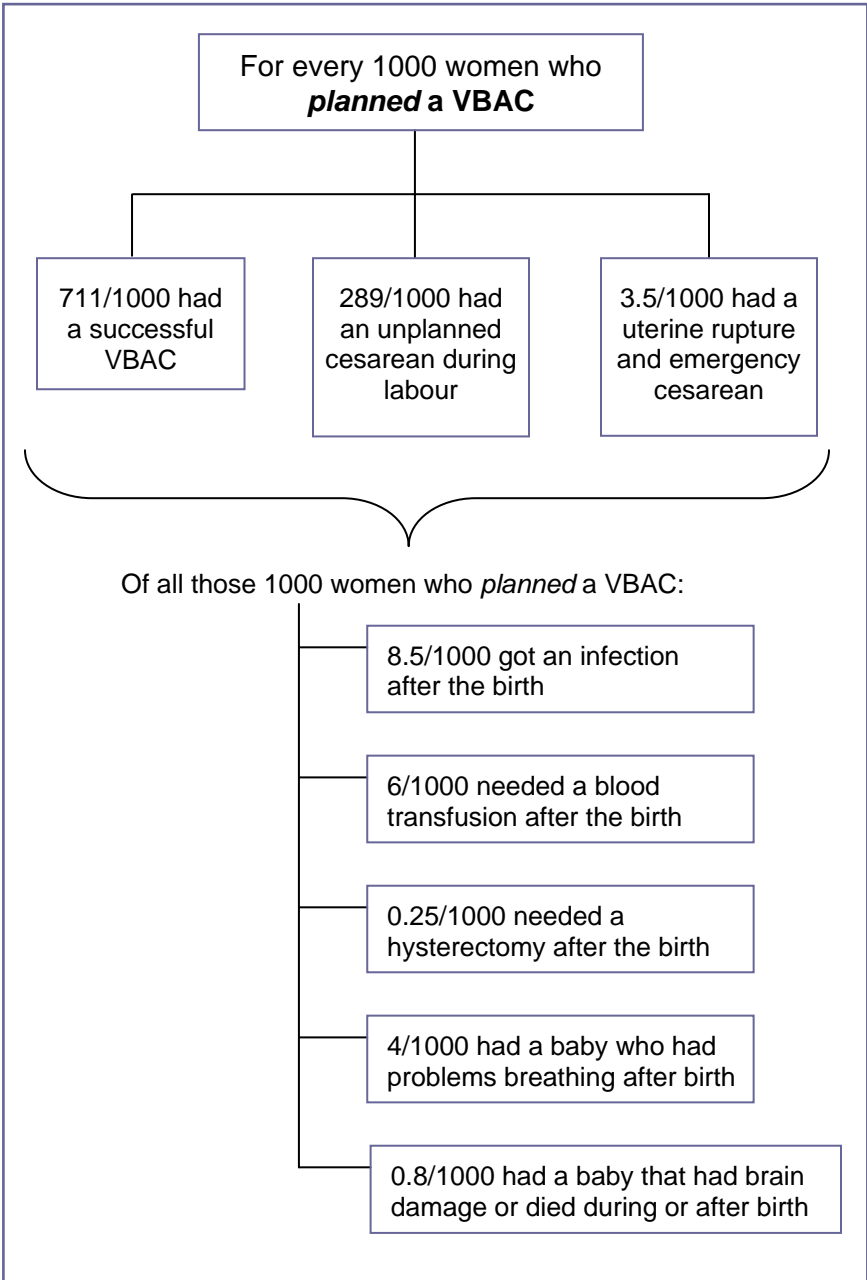 For every 1000 women who
planned a VBAC
711/1000 had
a successful
VBAC
289/1000 had
an unplanned
cesarean during
labour
3.5/1000 had a
uterine rupture
and emergency
cesarean
Of all those 1000 women who planned a VBAC:
8.5/1000 got an infection
after the birth
6/1000 needed a blood
transfusion after the birth
0.25/1000 needed a
hysterectomy after the birth
4/1000 had a baby who had
problems breathing after birth
0.8/1000 had a baby that had brain
damage or died during or after birth